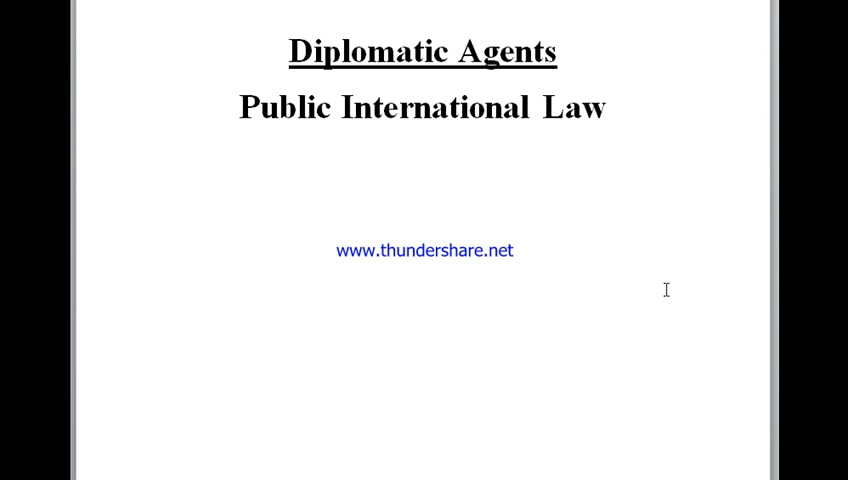 Diplomatic Agents
Public International Law
www.thundershare.net